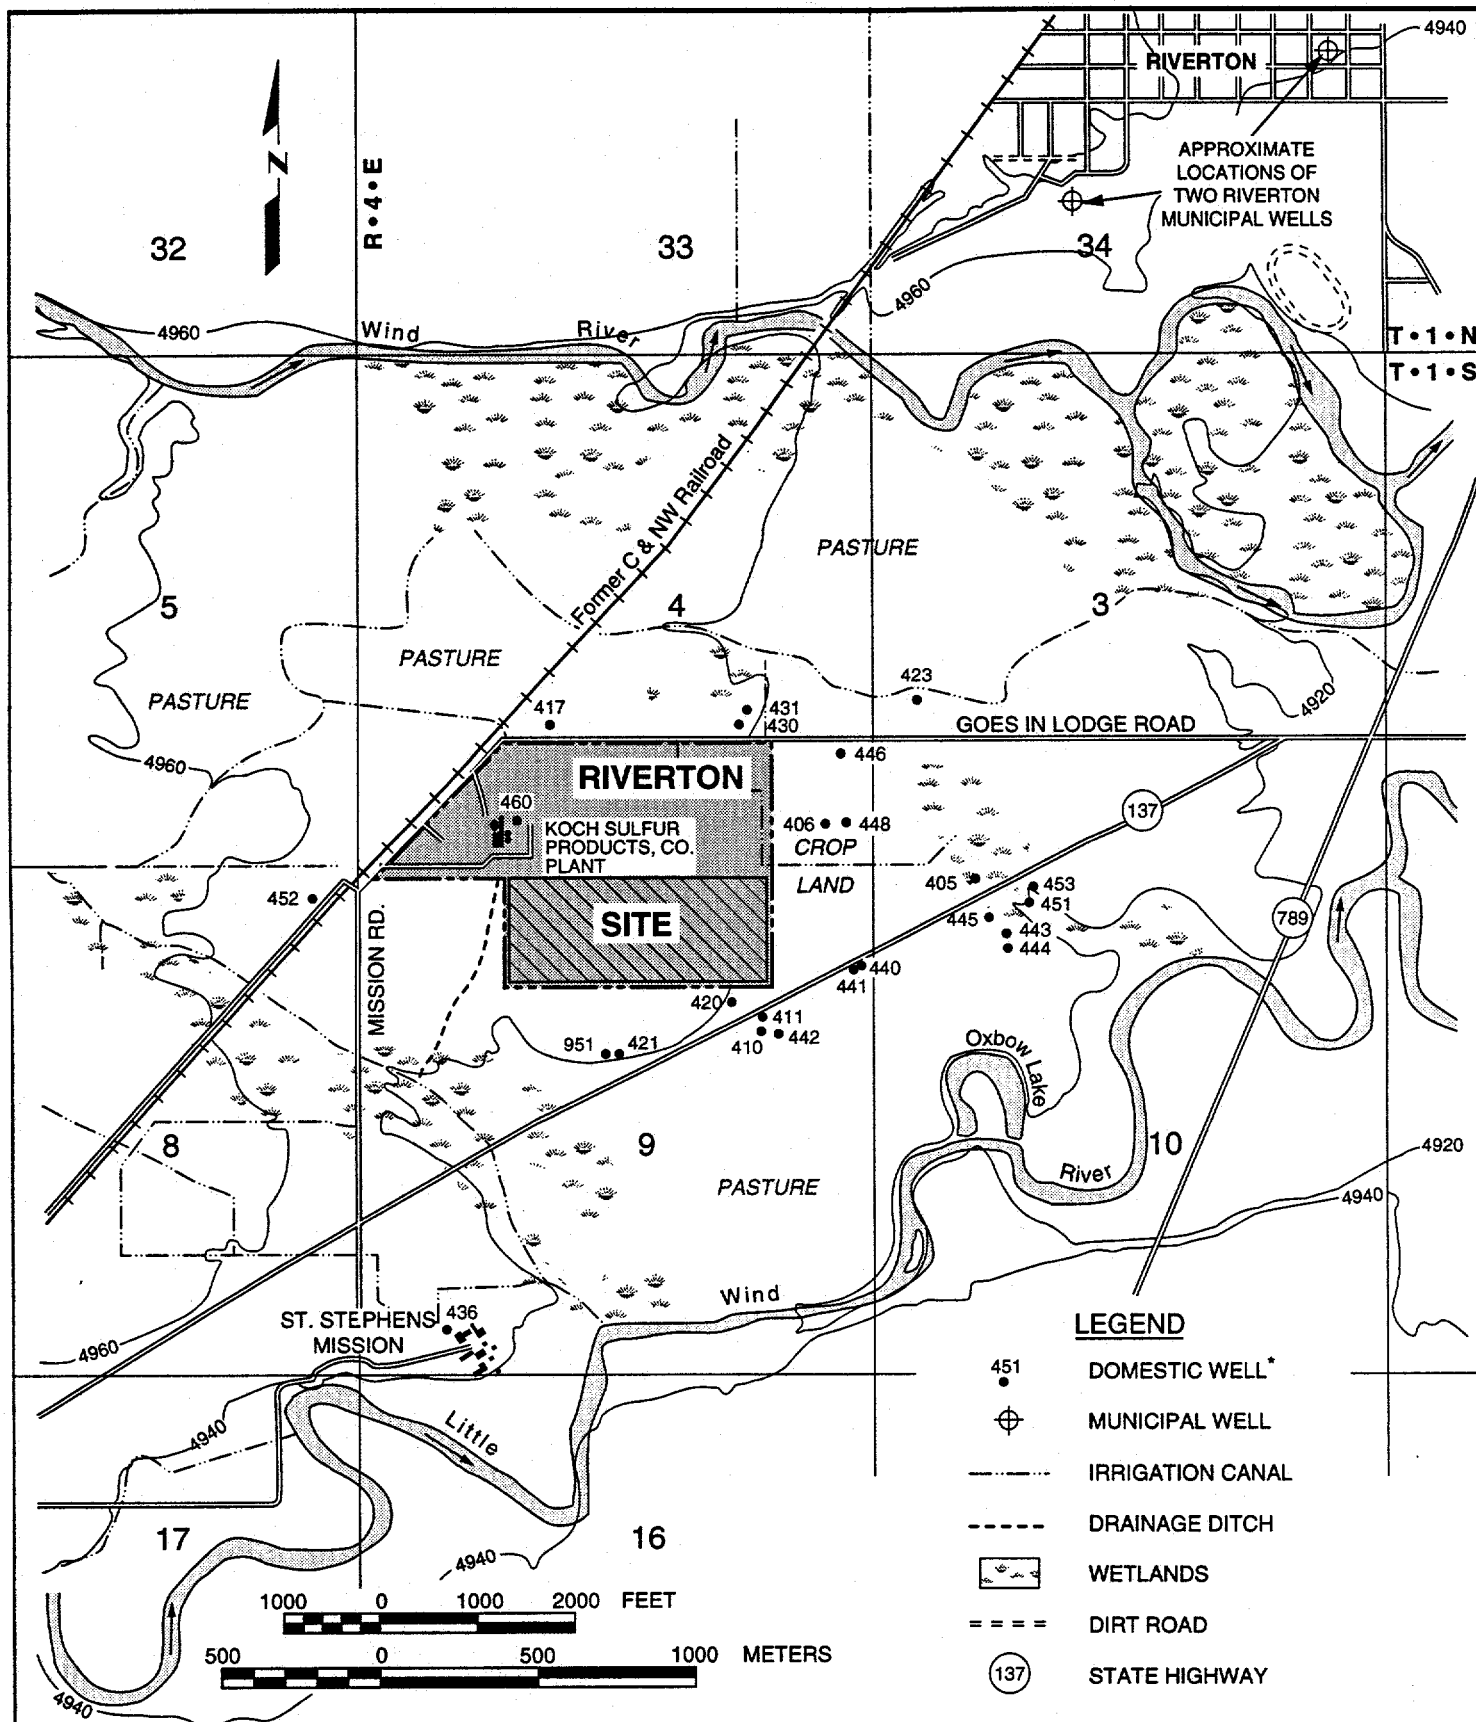 4940
RIVERTON
APPROXIMATE
LOCATIONS OF
TWO RIVERTON
MUNICIPAL WELLS
N
R•4•E
32
33
34
4960
4960
Wind River
T•1•N
T•1•S
Former C & NW Railroad
PASTURE
5
4
3
PASTURE
PASTURE
423
417
431
430
4920
GOES IN LODGE ROAD
4960
446
RIVERTON
460
KOCH SULFUR
PRODUCTS, CO.
PLANT
406
448
137
CROP
LAND
452
405
453
451
445
443
444
789
MISSION RD.
SITE
440
441
420
411
410
442
951
421
Oxbow
Lake
8
9
10
4920
River
4940
PASTURE
Wind
ST. STEPHENS
MISSION
436
4960
4940
Little
17
16
4940
4940
1000 0 1000 2000 FEET
500 0 500 1000 METERS
LEGEND
451 DOMESTIC WELL*
MUNICIPAL WELL
IRRIGATION CANAL
DRAINAGE DITCH
WETLANDS
DIRT ROAD
137 STATE HIGHWAY